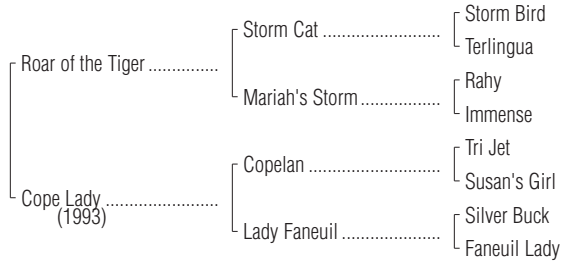 Storm Bird
Storm Cat ........................
Terlingua
Roar of the Tiger ..............
Rahy
Mariah's Storm ................
Immense
Tri Jet
Copelan ...........................
Susan's Girl
Cope Lady .......................
(1993)
Silver Buck
Lady Faneuil ....................
Faneuil Lady